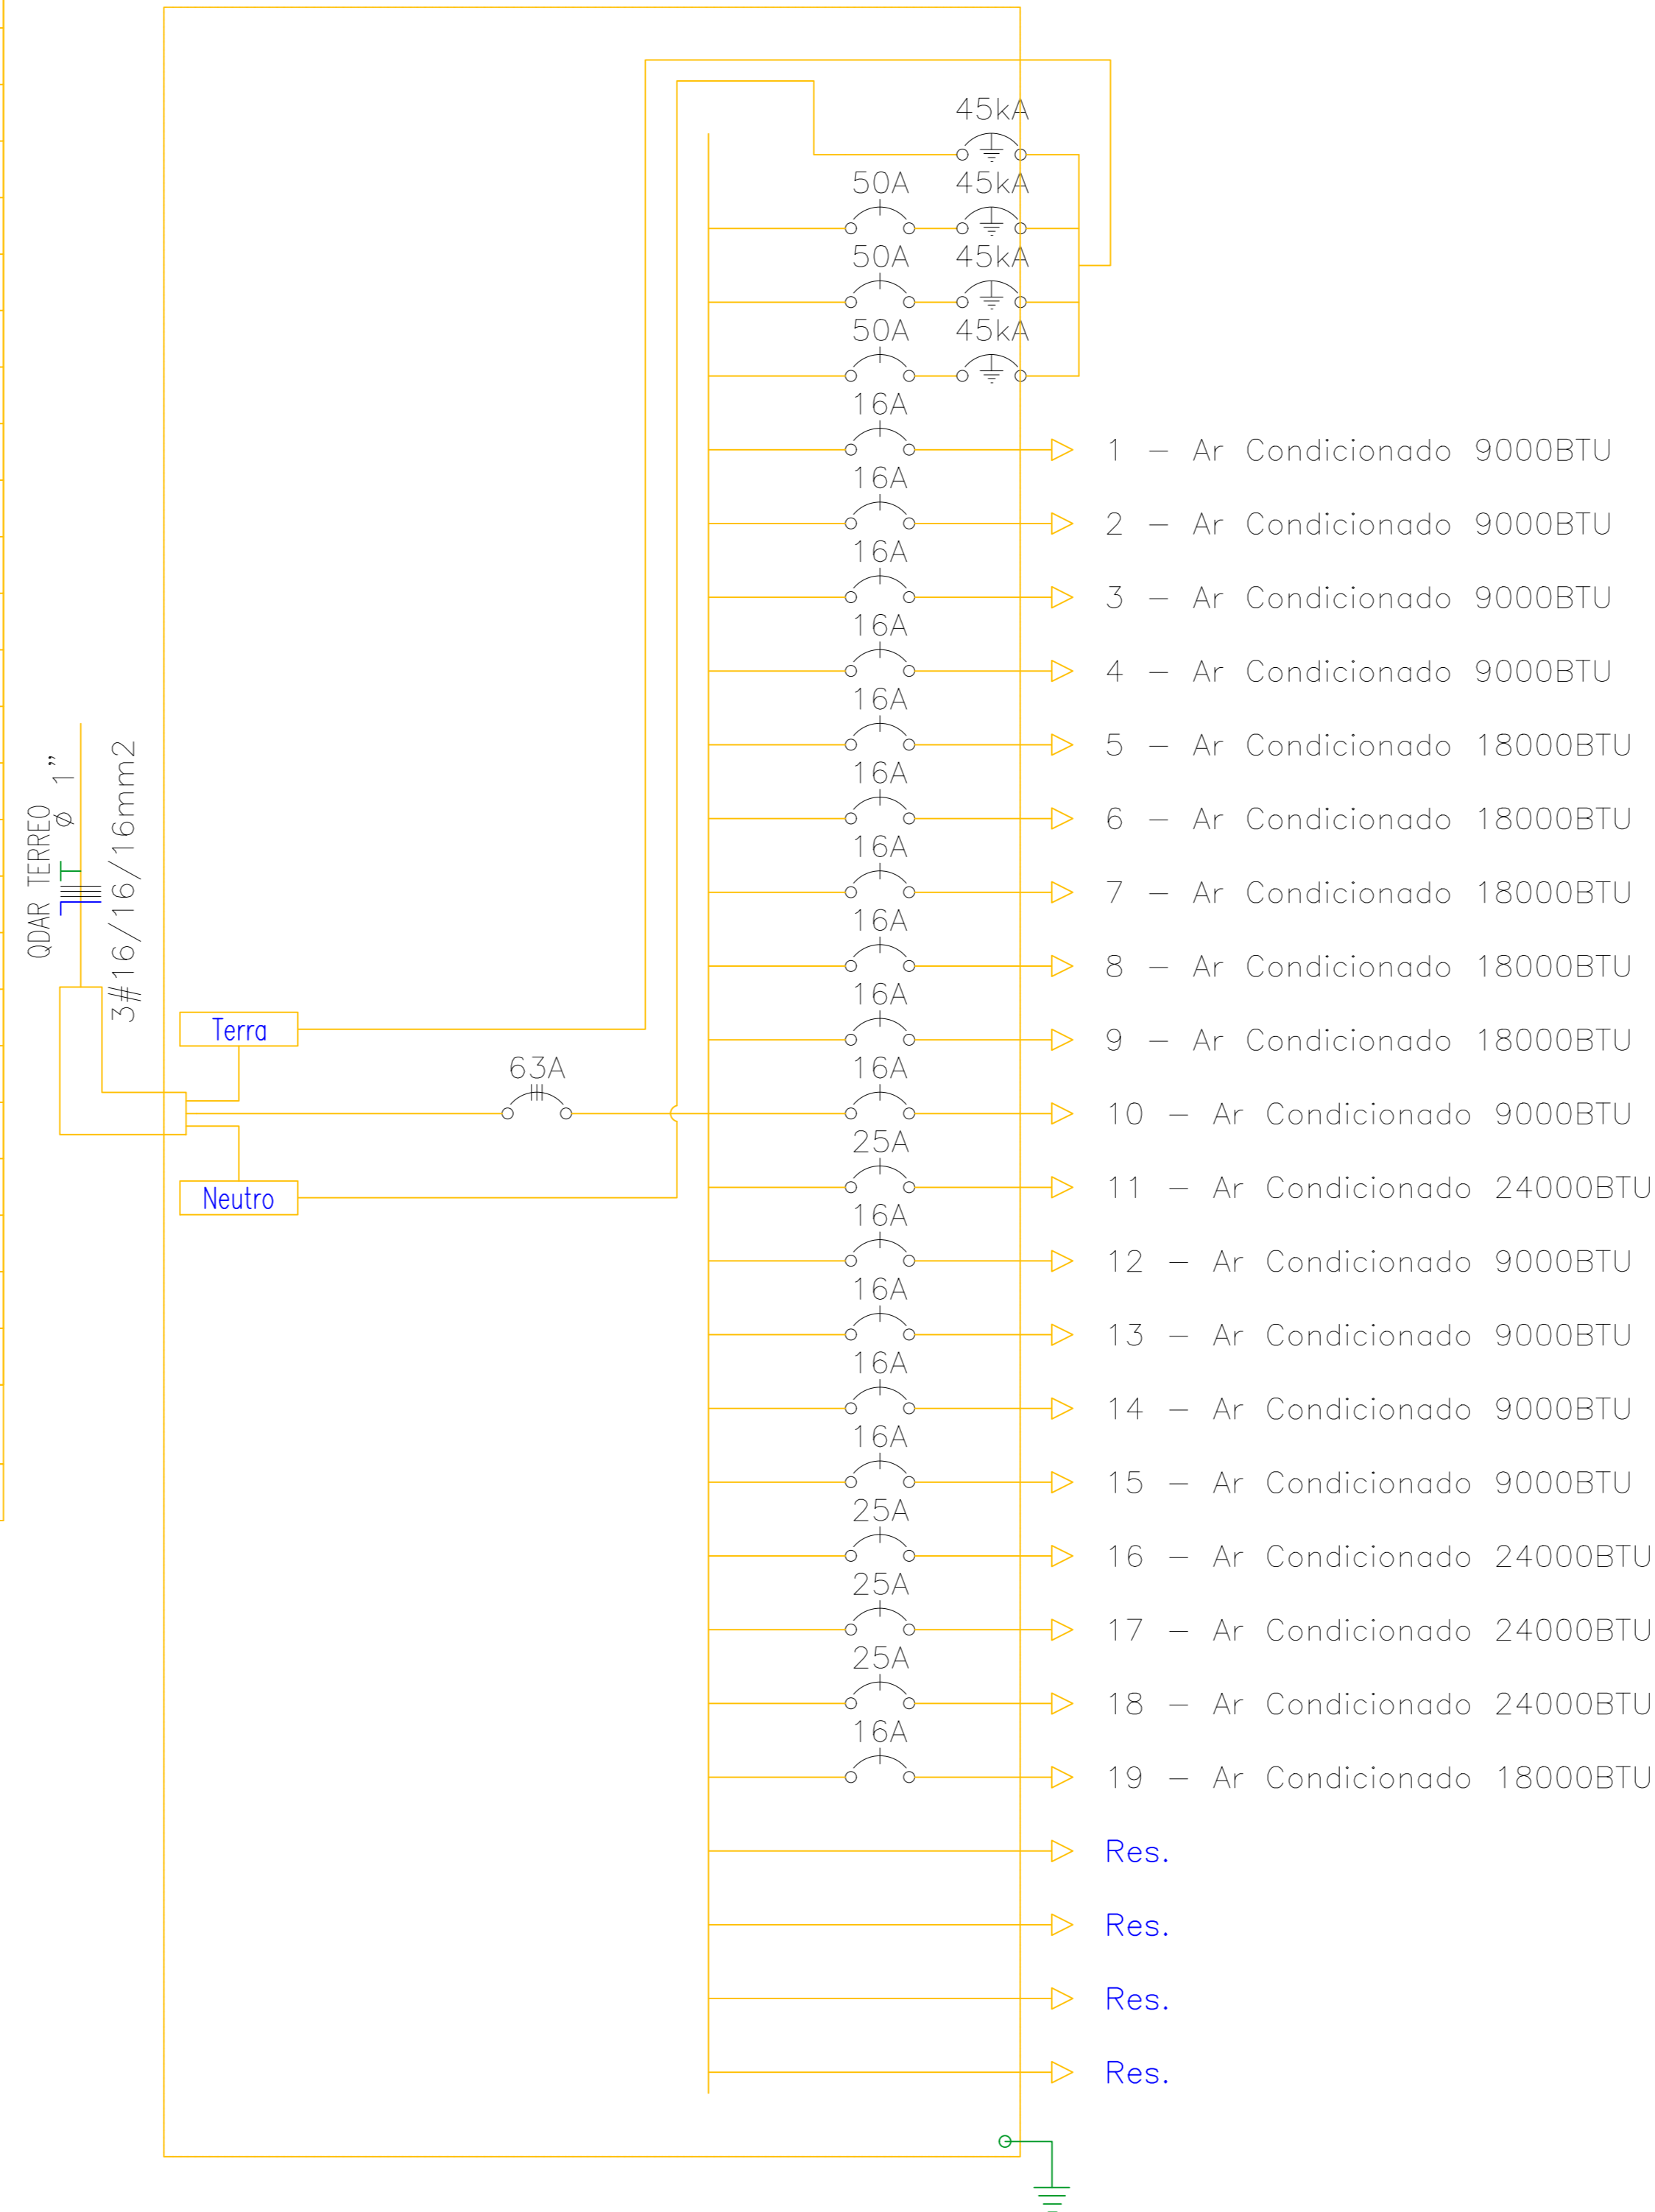 45kA
50A 45kA
50A 45kA
50A 45kA
16A
1 - Ar Condicionado 9000BTU
16A
2 - Ar Condicionado 9000BTU
16A
3 - Ar Condicionado 9000BTU
16A
4 - Ar Condicionado 9000BTU
16A
5 - Ar Condicionado 18000BTU
16A
6 - Ar Condicionado 18000BTU
16A
7 - Ar Condicionado 18000BTU
16A
8 - Ar Condicionado 18000BTU
16A
9 - Ar Condicionado 18000BTU
16A
10 - Ar Condicionado 9000BTU
25A
11 - Ar Condicionado 24000BTU
16A
12 - Ar Condicionado 9000BTU
16A
13 - Ar Condicionado 9000BTU
16A
14 - Ar Condicionado 9000BTU
16A
15 - Ar Condicionado 9000BTU
25A
16 - Ar Condicionado 24000BTU
25A
17 - Ar Condicionado 24000BTU
25A
18 - Ar Condicionado 24000BTU
16A
19 - Ar Condicionado 18000BTU
Res.
Res.
Res.
Res.
QDAR TERREO
ø 1"
3#16/16/16mm2
Terra
63A
Neutro